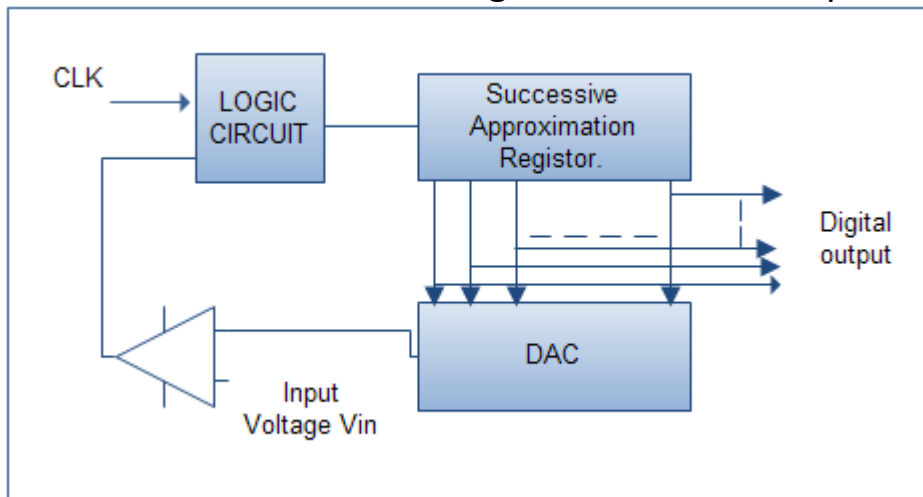 CLK
LOGIC
CIRCUIT
Successive
Approximation
Registor.
Digital
output
DAC
Input
Voltage Vin